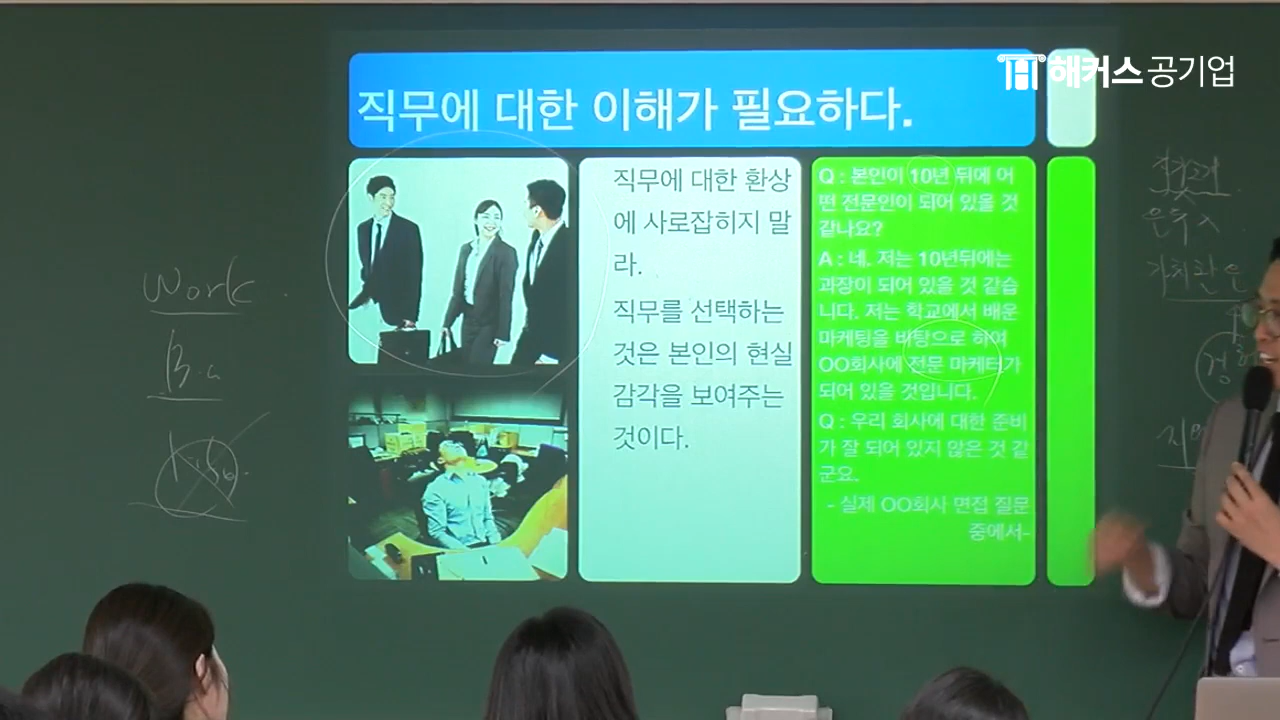 해커스 공기업
직무에 대한 이해가 필요하다.
직무에 대한 환상
에 사로잡히지 말
라.
직무를 선택하는
것은 본인의 현실
감각을 보여주는
것이다.
Q : 본인이 10년 뒤에 어
떤 전문인이 되어 있을 것
같나요?
A : 네. 저는 10년뒤에는
과장이 되어 있을 것 같습
니다. 저는 학교에서 배운
마케팅을 바탕으로 하여
OO회사에 전문 마케터가
되어 있을 것입니다.
Q : 우리 회사에 대한 준비
가 잘 되어 있지 않은 것 같
군요.
- 실제 OO회사 면접 질문
중에서-
Work